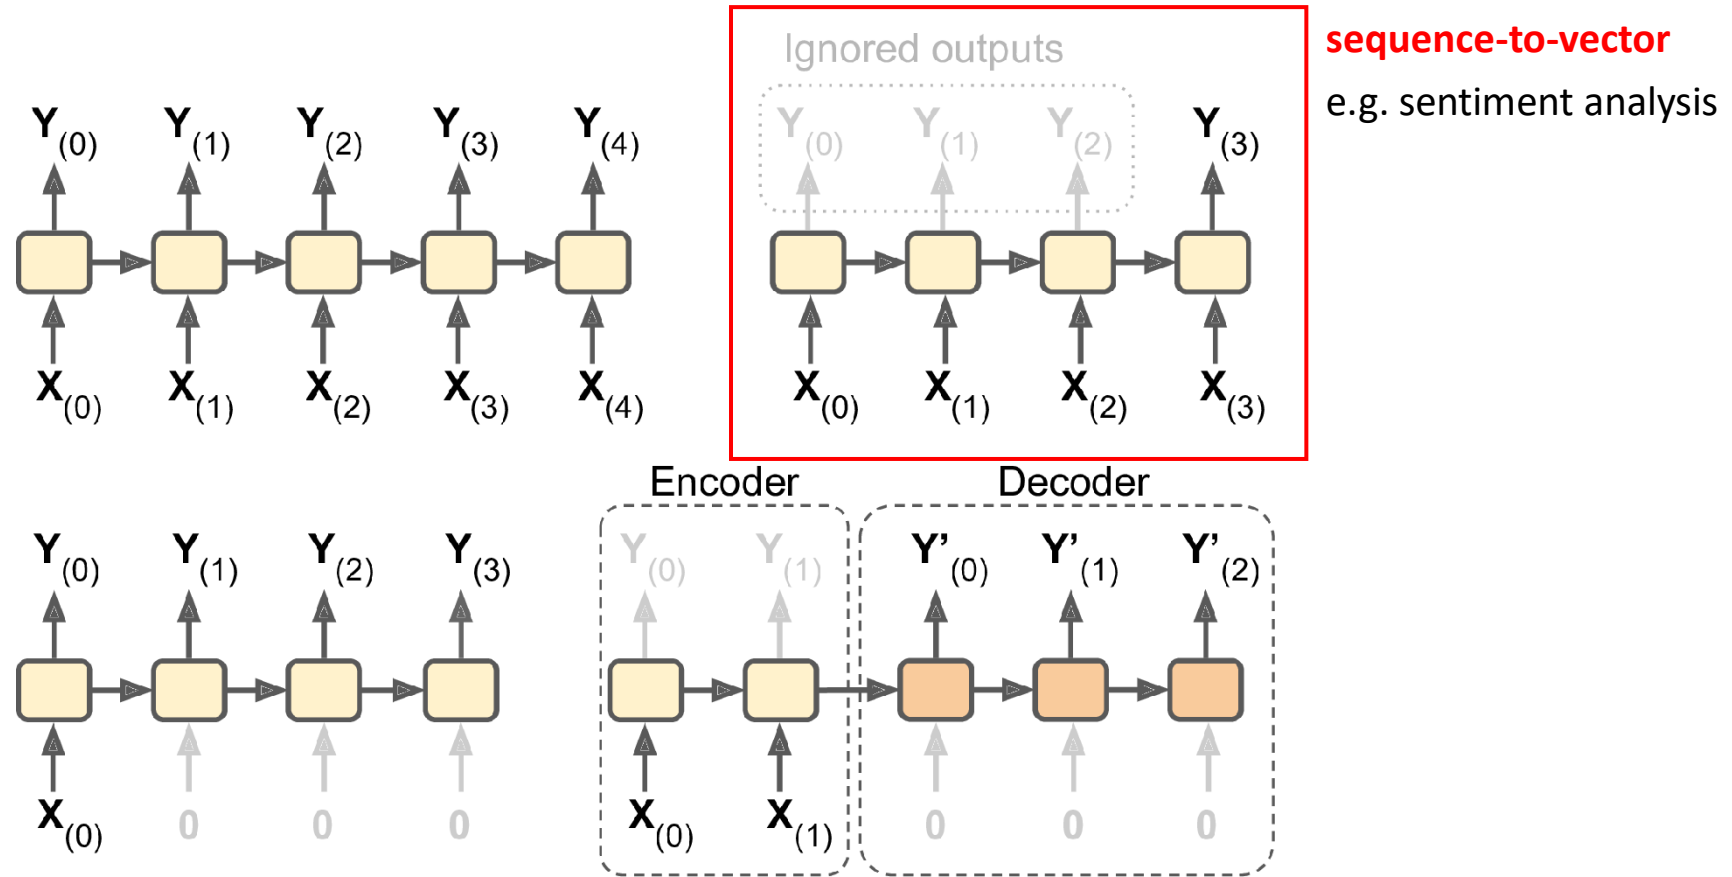 sequence-to-vector
e.g. sentiment analysis
Ignored outputs
Y(0) Y(1) Y(2) Y(3) Y(4)
Y(0) Y(1) Y(2) Y(3)
X(0) X(1) X(2) X(3) X(4)
X(0) X(1) X(2) X(3)
Encoder Decoder
Y(0) Y(1) Y(2) Y(3)
Y(0) Y(1) Y’(0) Y’(1) Y’(2)
X(0) 0 0 0
X(0) X(1) 0 0 0